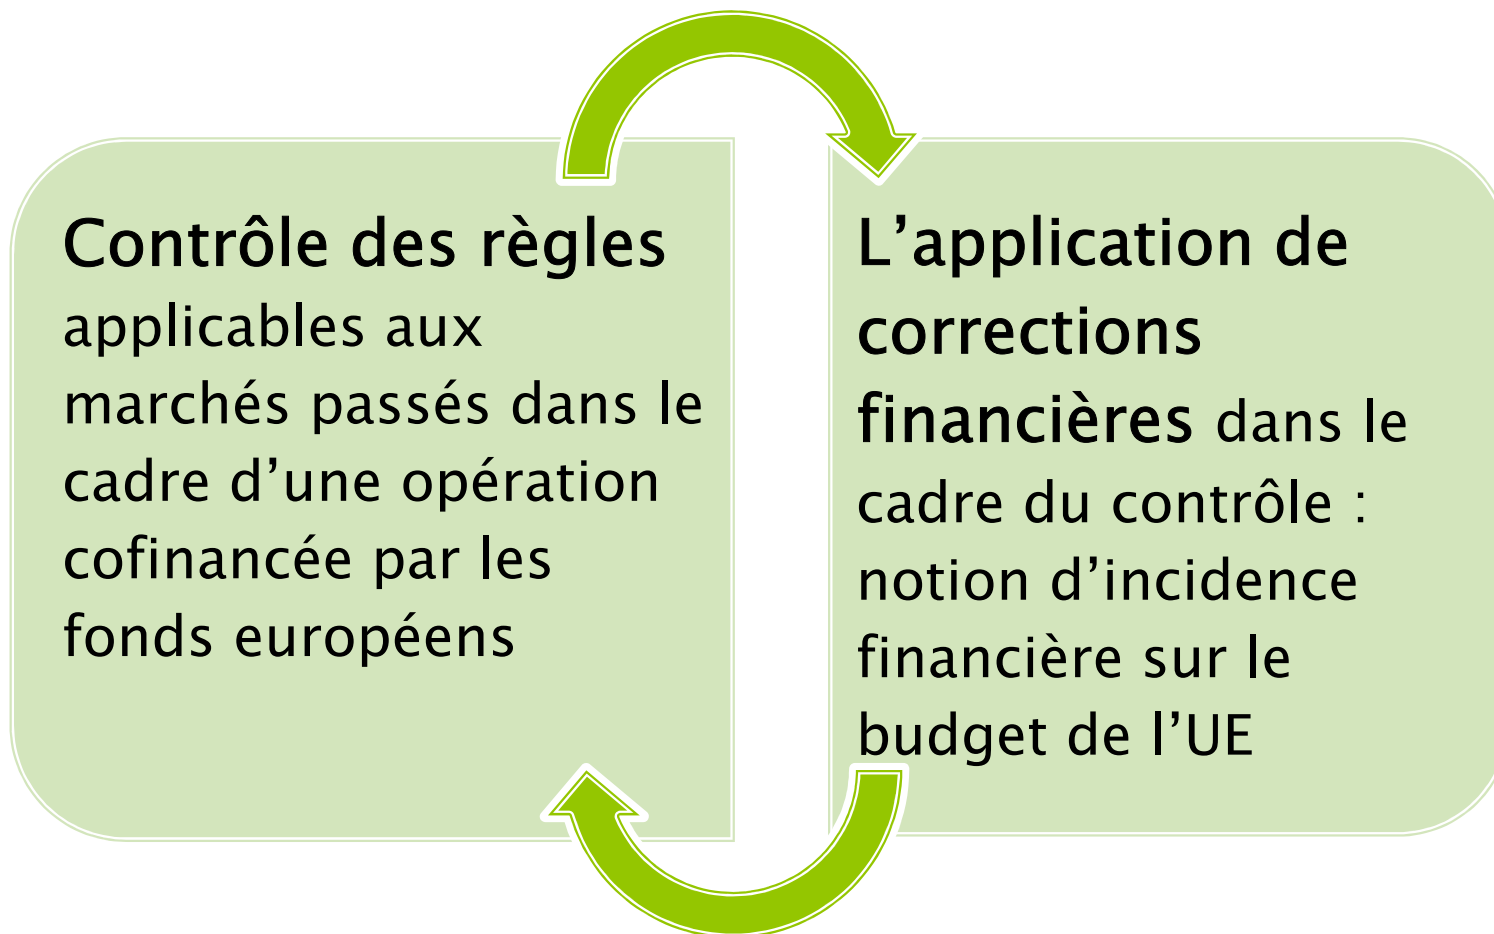 Contrôle des règles
applicables aux
marchés passés dans le
cadre d’une opération
cofinancée par les
fonds européens
L’application de
corrections
financières dans le
cadre du contrôle :
notion d’incidence
financière sur le
budget de l’UE